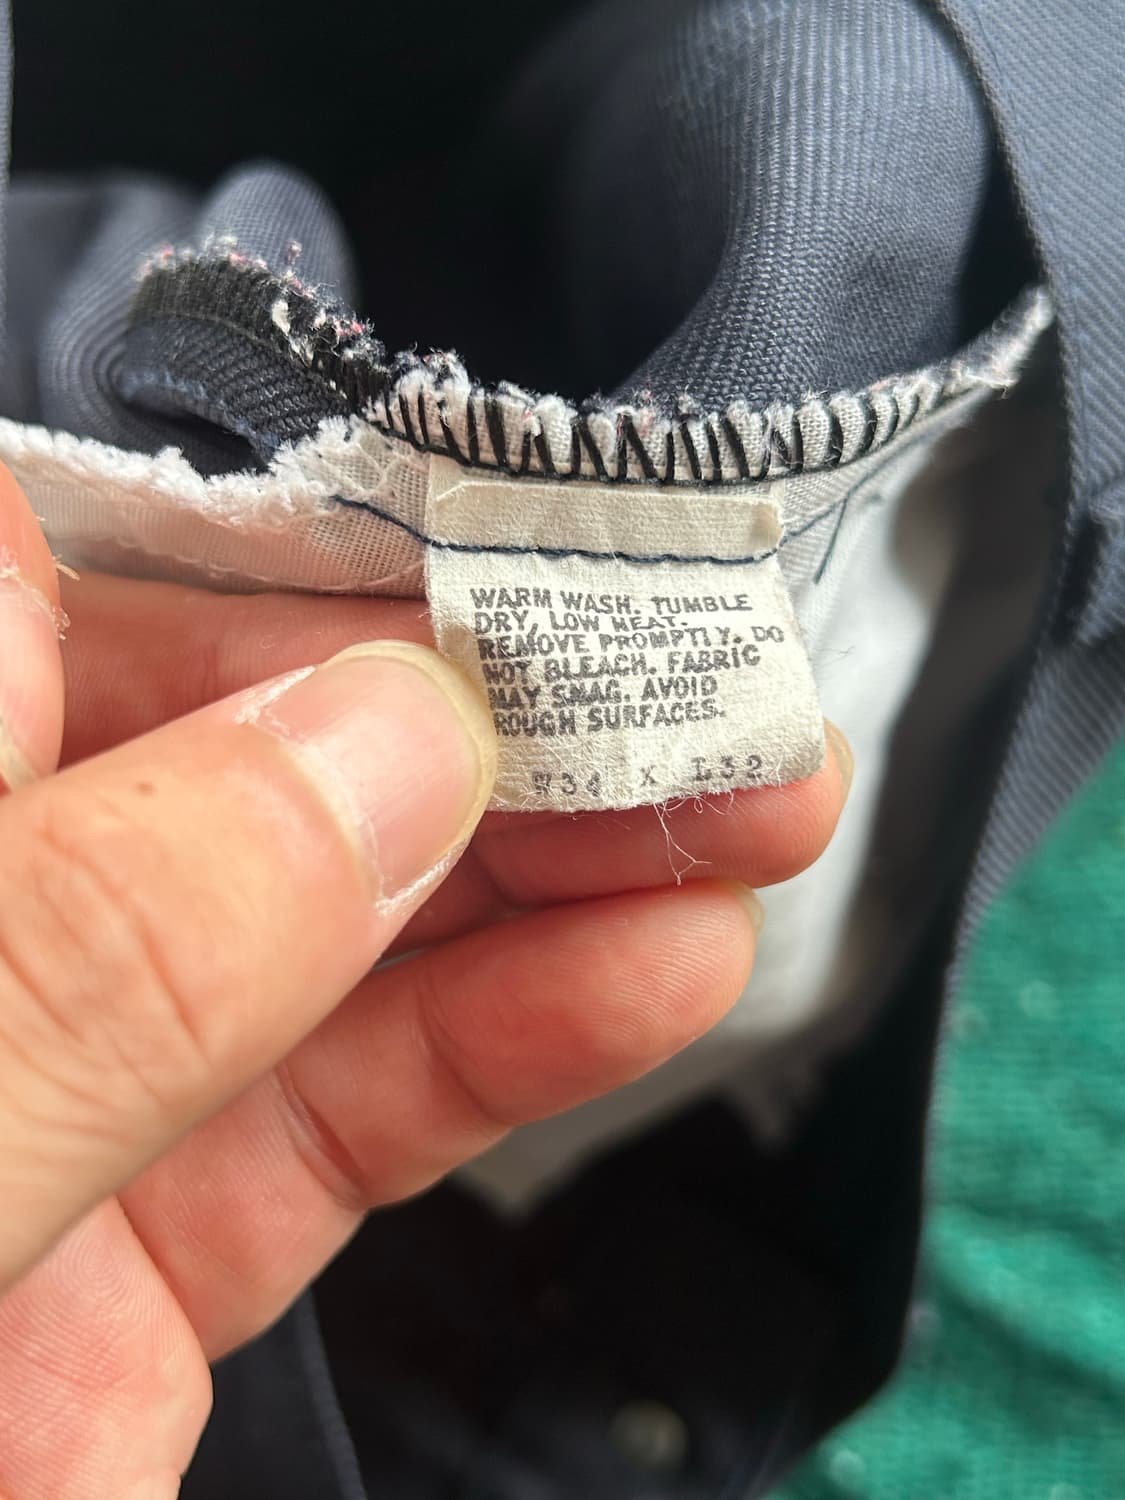 WARM WASH. TUMBLE
DRY, LOW HEAT.
REMOVE PROMPTLY. DO
NOT BLEACH. FABRIC
MAY SNAG. AVOID
ROUGH SURFACES.
W34 X L32